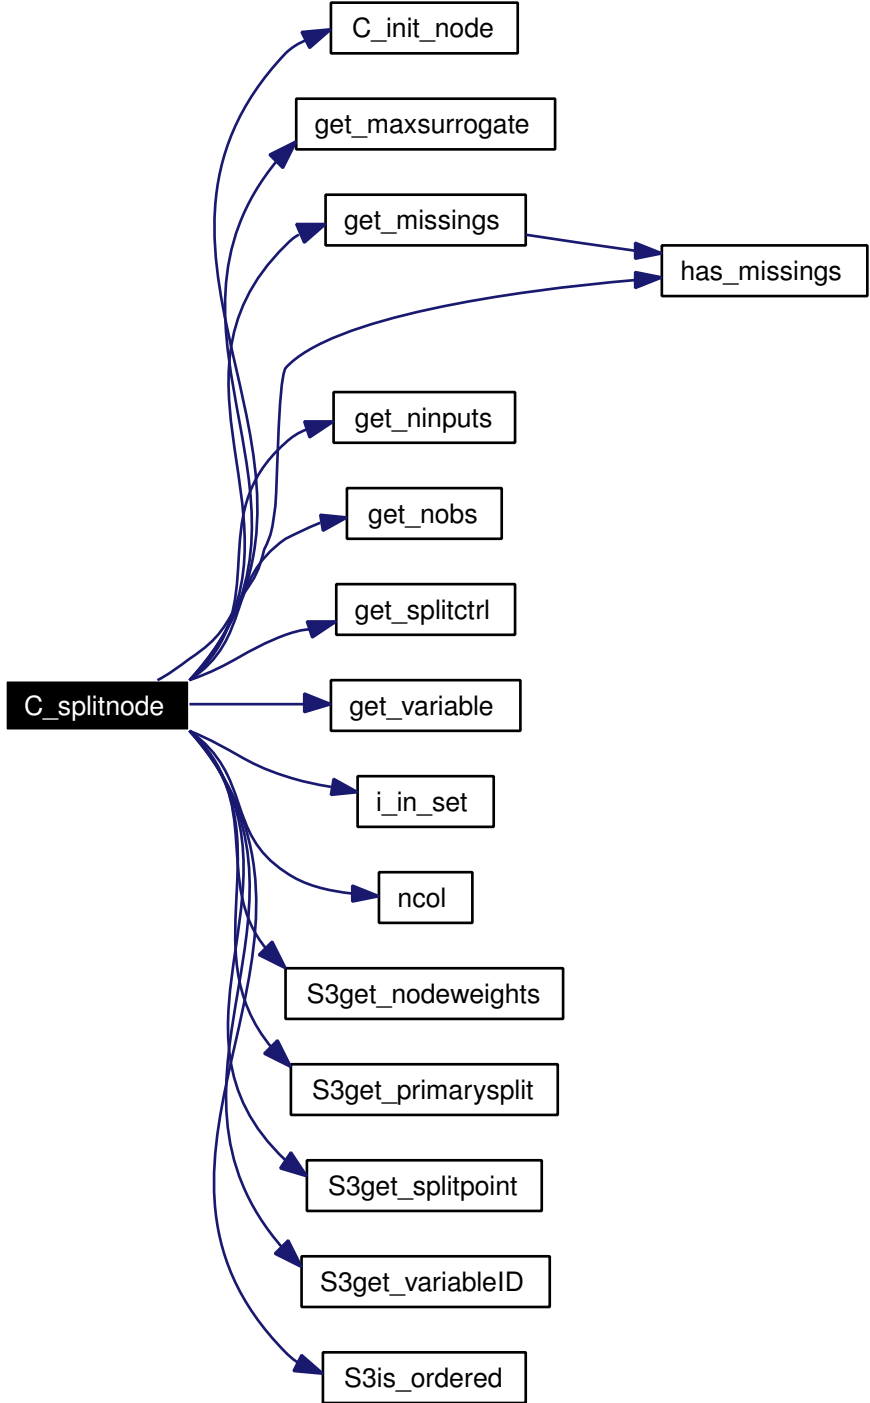 C_init_node
get_maxsurrogate
get_missings
has_missings
get_ninputs
get_nobs
get_splitctrl
C_splitnode
get_variable
i_in_set
ncol
S3get_nodeweights
S3get_primarysplit
S3get_splitpoint
S3get_variableID
S3is_ordered